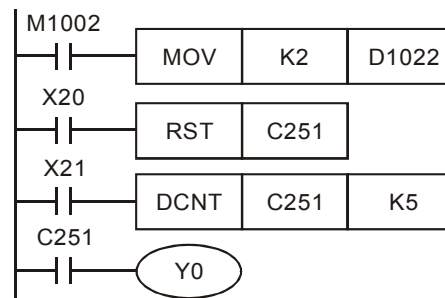 M1002
MOV K2 D1022
X20
RST C251
X21
DCNT C251 K5
C251
Y0